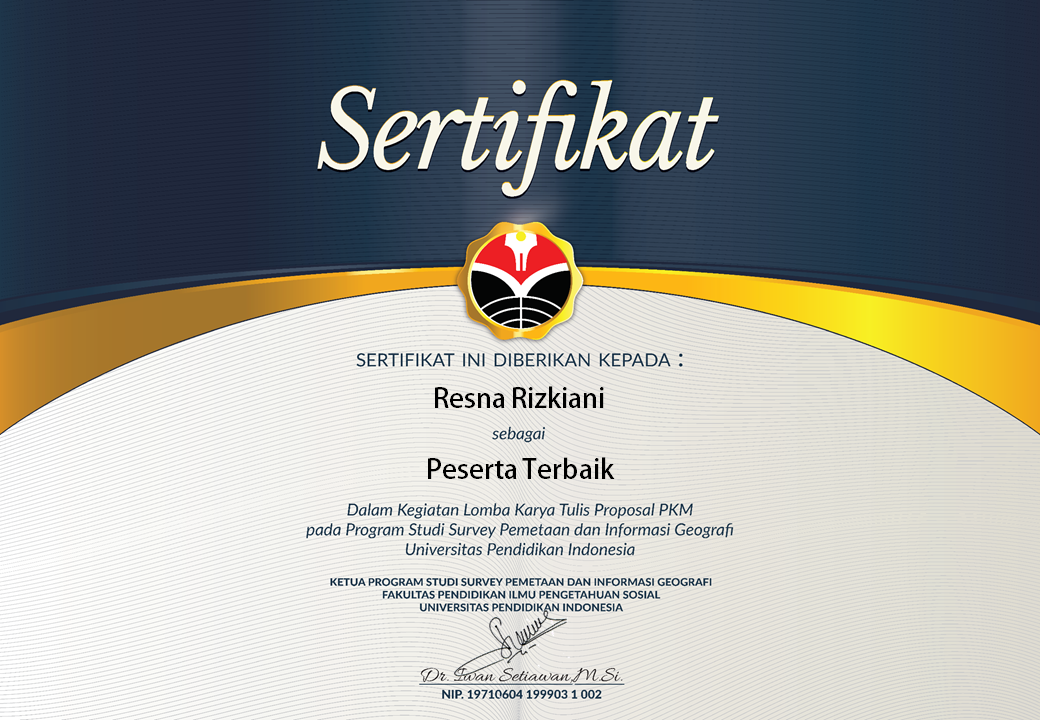 Sertifikat
SERTIFIKAT INI DIBERIKAN KEPADA :
Resna Rizkiani
sebagai
Peserta Terbaik
Dalam Kegiatan Lomba Karya Tulis Proposal PKM
pada Program Studi Survey Pemetaan dan Informasi Geografi
Universitas Pendidikan Indonesia
KETUA PROGRAM STUDI SURVEY PEMETAAN DAN INFORMASI GEOGRAFI
FAKULTAS PENDIDIKAN ILMU PENGETAHUAN SOSIAL
UNIVERSITAS PENDIDIKAN INDONESIA
Dr. Iwan Setiawan, M.Si.
NIP. 19710604 199903 1 002